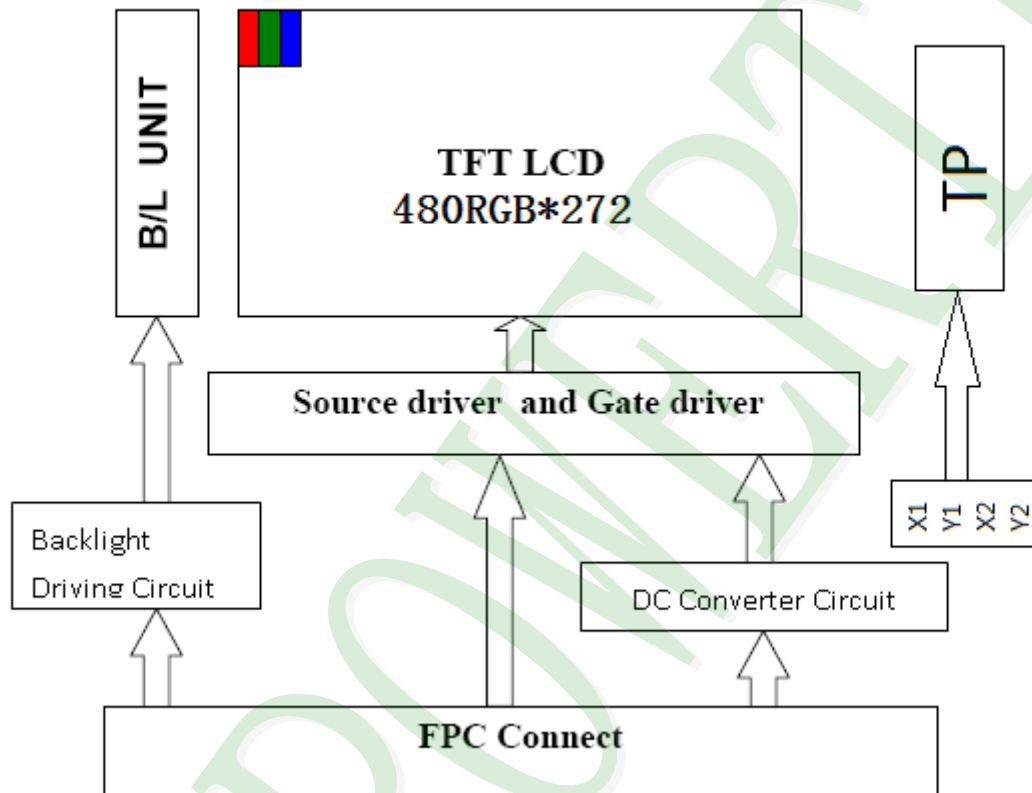 B/L UNIT
TFT LCD
480RGB*272
TP
Source driver and Gate driver
X1
Y1
X2
Y2
Backlight
Driving Circuit
DC Converter Circuit
FPC Connect
POWERT